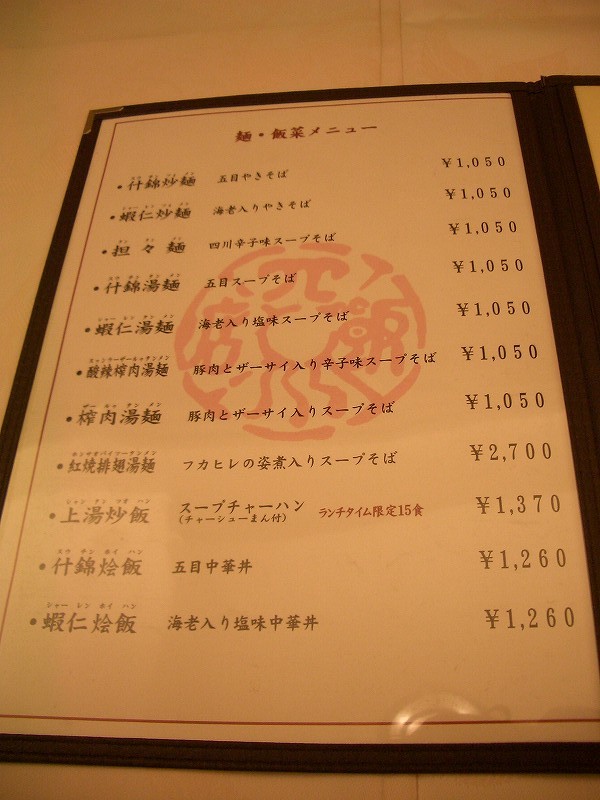 麺・飯菜メニュー
・什錦炒麺 五目やきそば ￥1,050
・蝦仁炒麺 海老入りやきそば ￥1,050
・担々麺 四川辛子味スープそば ￥1,050
・什錦湯麺 五目スープそば ￥1,050
・蝦仁湯麺 海老入り塩味スープそば ￥1,050
・酸辣榨肉湯麺 豚肉とザーサイ入り辛子味スープそば ￥1,050
・榨肉湯麺 豚肉とザーサイ入りスープそば ￥1,050
・紅焼排翅湯麺 フカヒレの姿煮入りスープそば ￥2,700
・上湯炒飯 スープチャーハン ランチタイム限定15食 ￥1,370
(チャーシューまん付)
・什錦烩飯 五目中華丼 ￥1,260
・蝦仁烩飯 海老入り塩味中華丼 ￥1,260